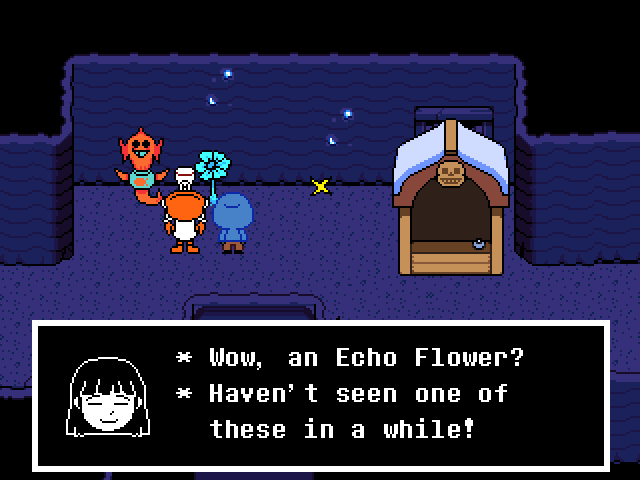 * Wow, an Echo Flower?
* Haven't seen one of
these in a while!